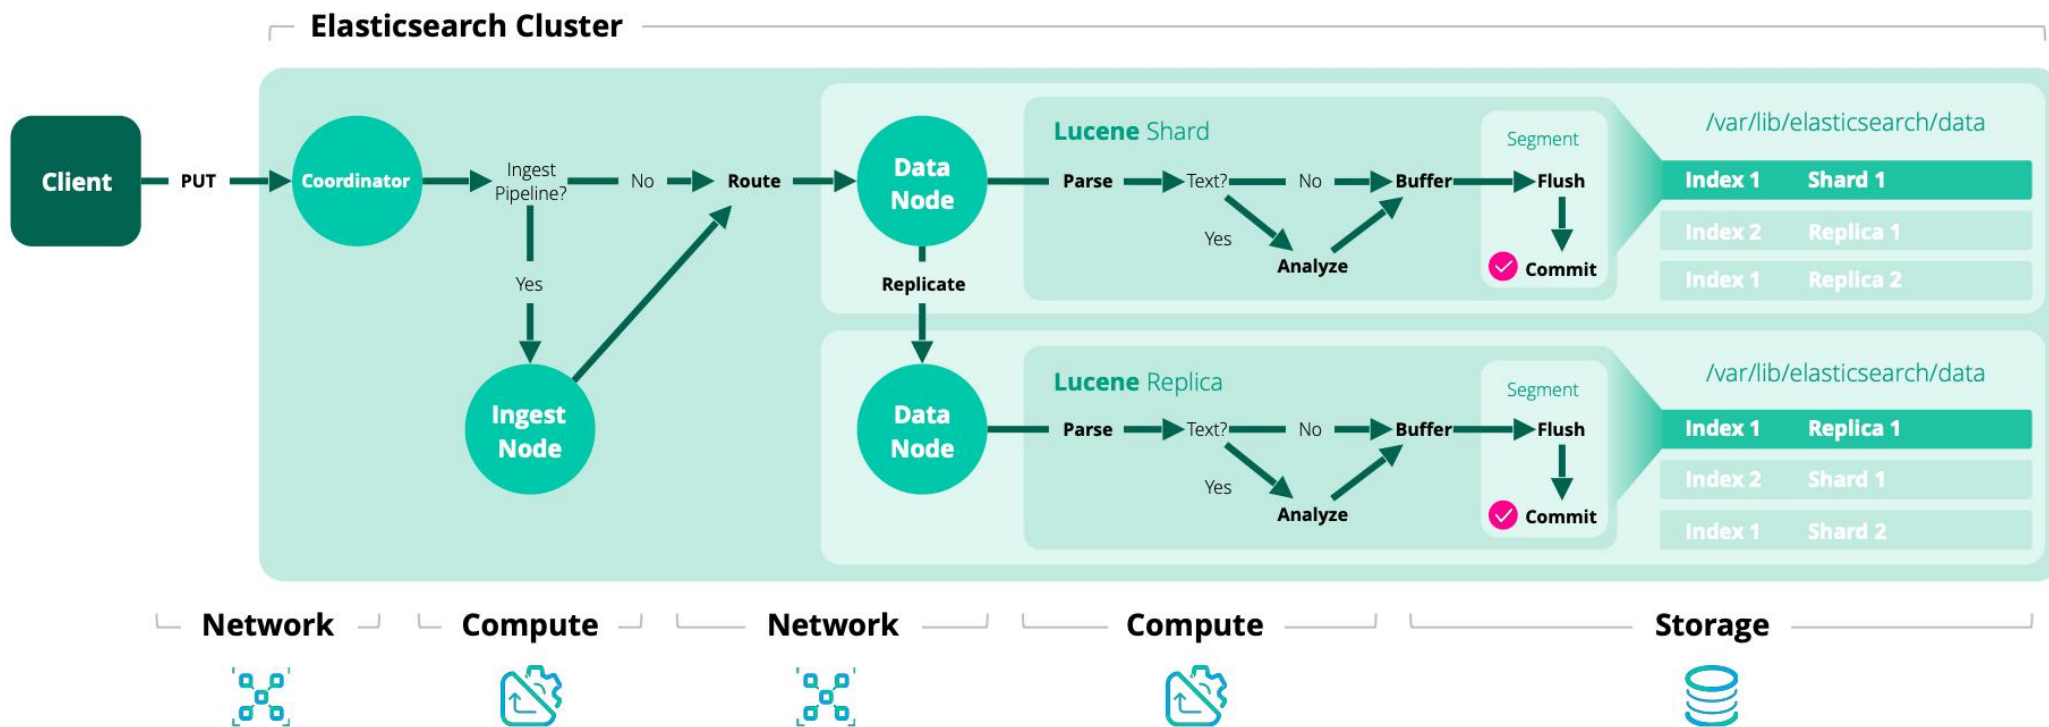 Elasticsearch Cluster
Client
PUT
Coordinator
Ingest
Pipeline?
No
Yes
Ingest
Node
Route
Data
Node
Replicate
Lucene Shard
Parse
Text?
No
Yes
Analyze
Buffer
Segment
Flush
Commit
/var/lib/elasticsearch/data
Index 1 Shard 1
Index 2 Replica 1
Index 1 Replica 2
Data
Node
Lucene Replica
Parse
Text?
No
Yes
Analyze
Buffer
Segment
Flush
Commit
/var/lib/elasticsearch/data
Index 1 Replica 1
Index 2 Shard 1
Index 1 Shard 2
Network
Compute
Network
Compute
Storage